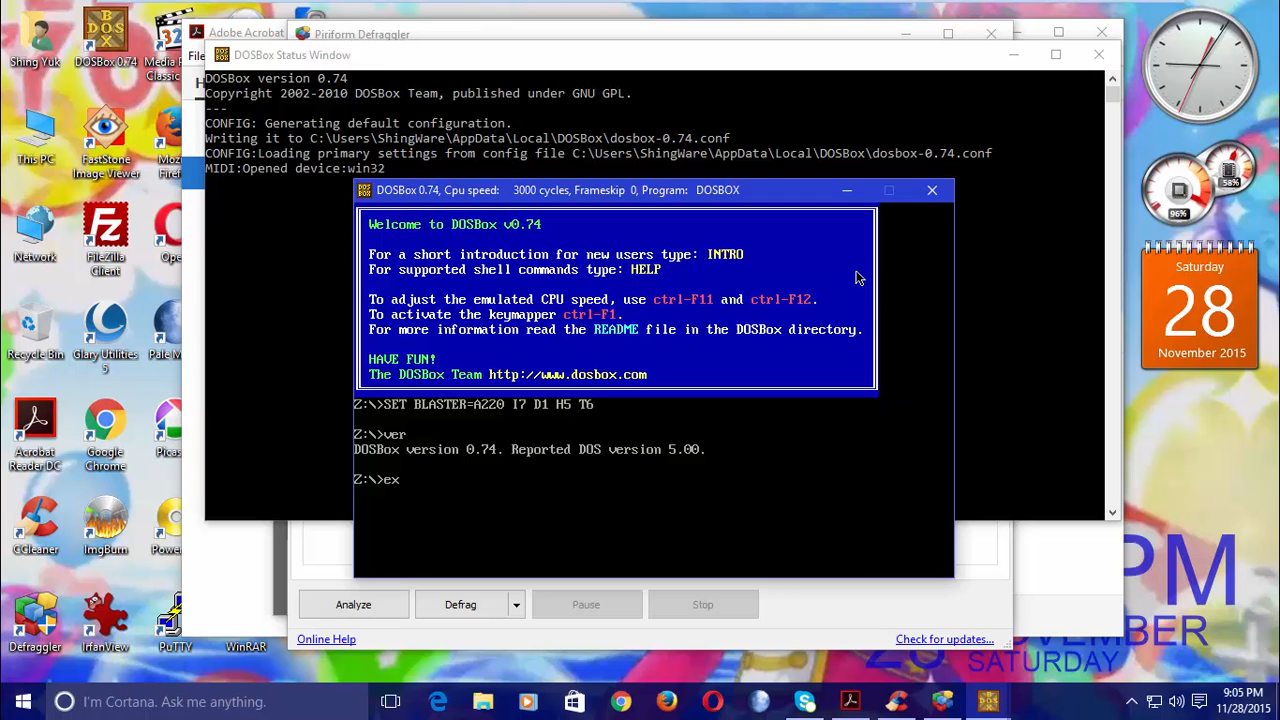 Shing Yuk
DOSBox 0.74
Media P
Classic
This PC
FastStone
Image Viewer
Mozi
Firef
Network
FileZilla
Client
Ope
Recycle Bin
Glary Utilities
5
Pale M
Acrobat
Reader DC
Google
Chrome
Picas
CCleaner
ImgBurn
Power
Defraggler
IrfanView
PuTTY
WinRAR
Adobe Acrobat
File
H
Piriform Defraggler
DOSBox Status Window
DOSBox version 0.74
Copyright 2002-2010 DOSBox Team, published under GNU GPL.
---
CONFIG: Generating default configuration.
Writing it to C:\Users\ShingWare\AppData\Local\DOSBox\dosbox-0.74.conf
CONFIG:Loading primary settings from config file C:\Users\ShingWare\AppData\Local\DOSBox\dosbox-0.74.conf
MIDI:Opened device:win32
DOSBox 0.74, Cpu speed: 3000 cycles, Frameskip 0, Program: DOSBOX
Welcome to DOSBox v0.74
For a short introduction for new users type: INTRO
For supported shell commands type: HELP
To adjust the emulated CPU speed, use ctrl-F11 and ctrl-F12.
To activate the keymapper ctrl-F1.
For more information read the README file in the DOSBox directory.
HAVE FUN!
The DOSBox Team http://www.dosbox.com
Z:\>SET BLASTER=A220 I7 D1 H5 T6
Z:\>ver
DOSBox version 0.74. Reported DOS version 5.00.
Z:\>ex
Analyze
Defrag
Pause
Stop
Online Help
Check for updates...
96%
58%
Saturday
28
November 2015
PM
SATURDAY
I'm Cortana. Ask me anything.
9:05 PM
11/28/2015